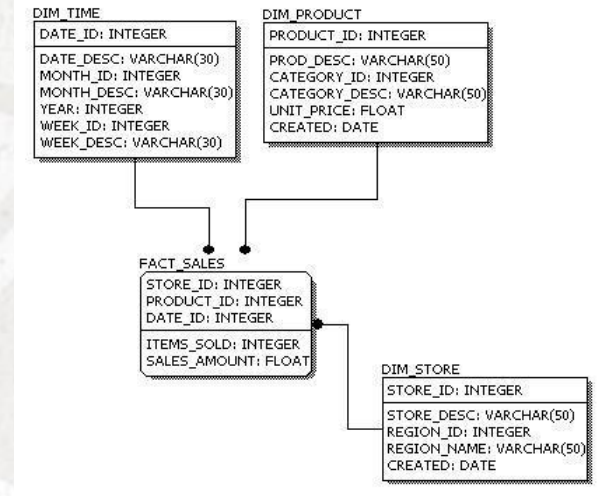 DIM_TIME
DATE_ID: INTEGER
DATE_DESC: VARCHAR(30)
MONTH_ID: INTEGER
MONTH_DESC: VARCHAR(30)
YEAR: INTEGER
WEEK_ID: INTEGER
WEEK_DESC: VARCHAR(30)
DIM_PRODUCT
PRODUCT_ID: INTEGER
PROD_DESC: VARCHAR(50)
CATEGORY_ID: INTEGER
CATEGORY_DESC: VARCHAR(50)
UNIT_PRICE: FLOAT
CREATED: DATE
FACT_SALES
STORE_ID: INTEGER
PRODUCT_ID: INTEGER
DATE_ID: INTEGER
ITEMS_SOLD: INTEGER
SALES_AMOUNT: FLOAT
DIM_STORE
STORE_ID: INTEGER
STORE_DESC: VARCHAR(50)
REGION_ID: INTEGER
REGION_NAME: VARCHAR(50)
CREATED: DATE